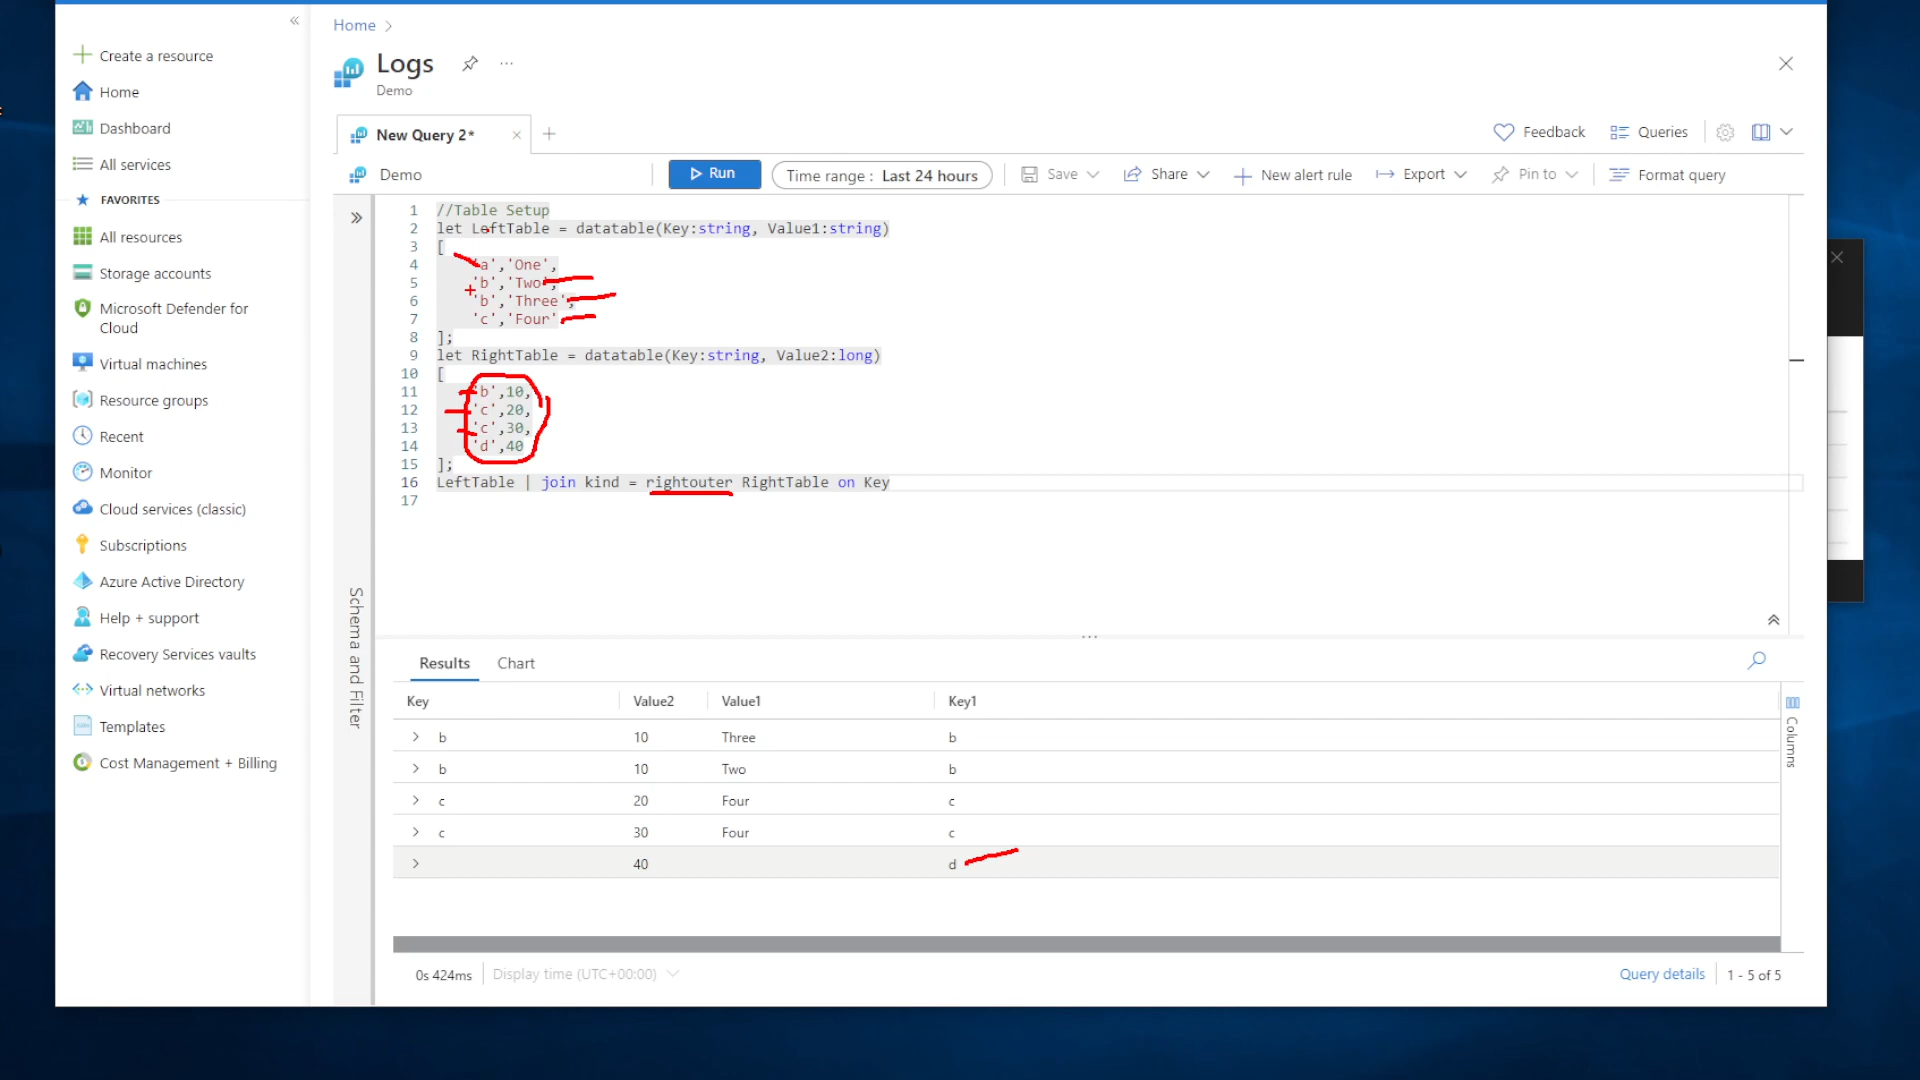 Home
Logs
Demo
Create a resource
Home
Dashboard
All services
FAVORITES
All resources
Storage accounts
Microsoft Defender for
Cloud
Virtual machines
Resource groups
Recent
Monitor
Cloud services (classic)
Subscriptions
Azure Active Directory
Help + support
Recovery Services vaults
Virtual networks
Templates
Cost Management + Billing
New Query 2*
Feedback
Queries
Demo
Run
Time range : Last 24 hours
Save
Share
New alert rule
Export
Pin to
Format query
Schema and Filter
1 //Table Setup
2 let LeftTable = datatable(Key:string, Value1:string)
3 [
4 'a','One',
5 'b','Two',
6 'b','Three',
7 'c','Four'
8 ];
9 let RightTable = datatable(Key:string, Value2:long)
10 [
11 'b',10,
12 'c',20,
13 'c',30,
14 'd',40
15 ];
16 LeftTable | join kind = rightouter RightTable on Key
17
Results Chart
Key Value2 Value1 Key1
b 10 Three b
b 10 Two b
c 20 Four c
c 30 Four c
40 d
Columns
0s 424ms
Display time (UTC+00:00)
Query details
1 - 5 of 5